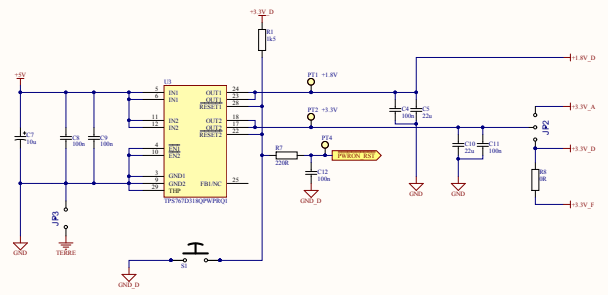 +3.3V_D
R1
1k5
+5V
U3
PT1 +1.8V
+1.8V_D
5 IN1 OUT1 24
6 IN1 OUT1 23
RESET1 28
C4
100n
C5
22u
+3.3V_A
PT2 +3.3V
11 IN2 OUT2 18
12 IN2 OUT2 17
RESET2 22
JP2
C7
10u
C8
100n
C9
100n
PT4
4 EN1
10 EN2
R7
220R
PWRON_RST
C10
22u
C11
100n
+3.3V_D
3 GND1
9 GND2 FB1/NC 25
29 THP
TPS767D318QPWPRQ1
C12
100n
GND_D
R8
0R
GND
GND
+3.3V_F
JP3
GND
TERRE
S1
GND_D